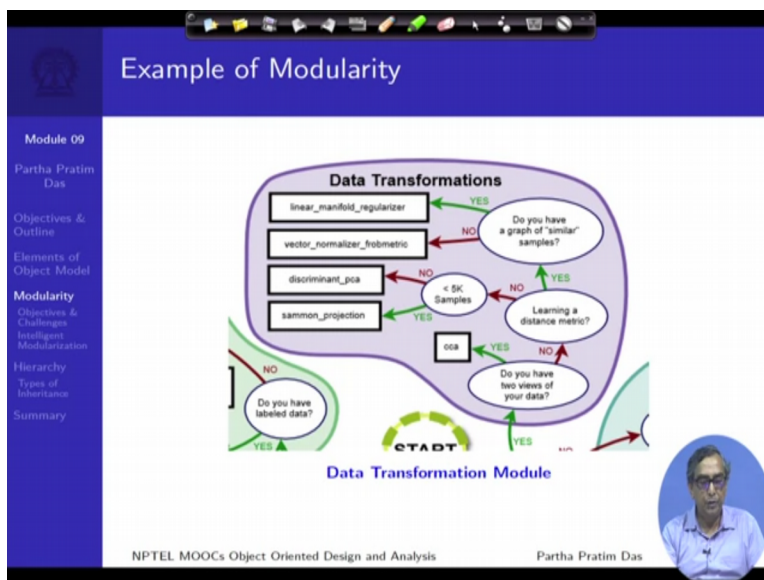 Example of Modularity
Module 09
Partha Pratim
Das
Objectives &
Outline
Elements of
Object Model
Modularity
Objectives &
Challenges
Intelligent
Modularization
Hierarchy
Types of
Inheritance
Summary
Data Transformations
linear_manifold_regularizer
YES
Do you have
a graph of "similar"
samples?
vector_normalizer_frobmetric
NO
discriminant_pca
NO
< 5K
Samples
NO
YES
Learning a
distance metric?
sammon_projection
YES
cca
YES
NO
Do you have
two views of
your data?
NO
Do you have
labeled data?
YES
START
YES
NO
Data Transformation Module
NPTEL MOOCs Object Oriented Design and Analysis
Partha Pratim Das